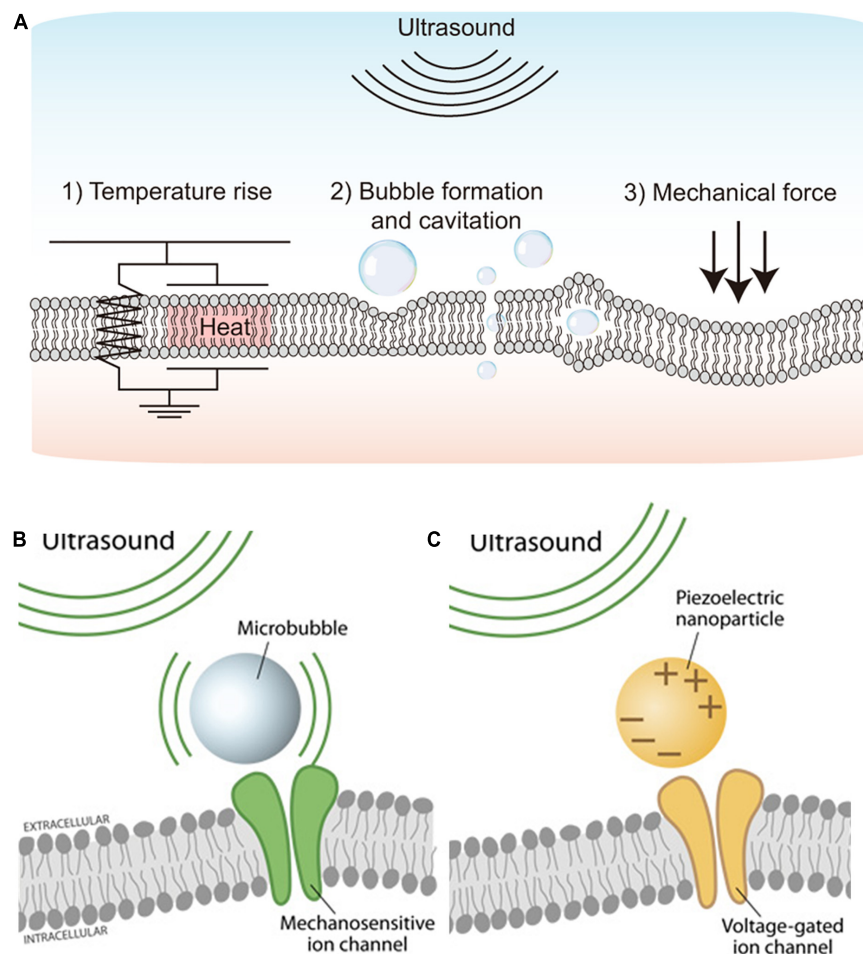 A
Ultrasound
1) Temperature rise
2) Bubble formation
and cavitation
3) Mechanical force
Heat
B
Ultrasound
Microbubble
EXTRACELLULAR
INTRACELLULAR
Mechanosensitive
ion channel
C
Ultrasound
Piezoelectric
nanoparticle
+ + +
– – –
Voltage-gated
ion channel